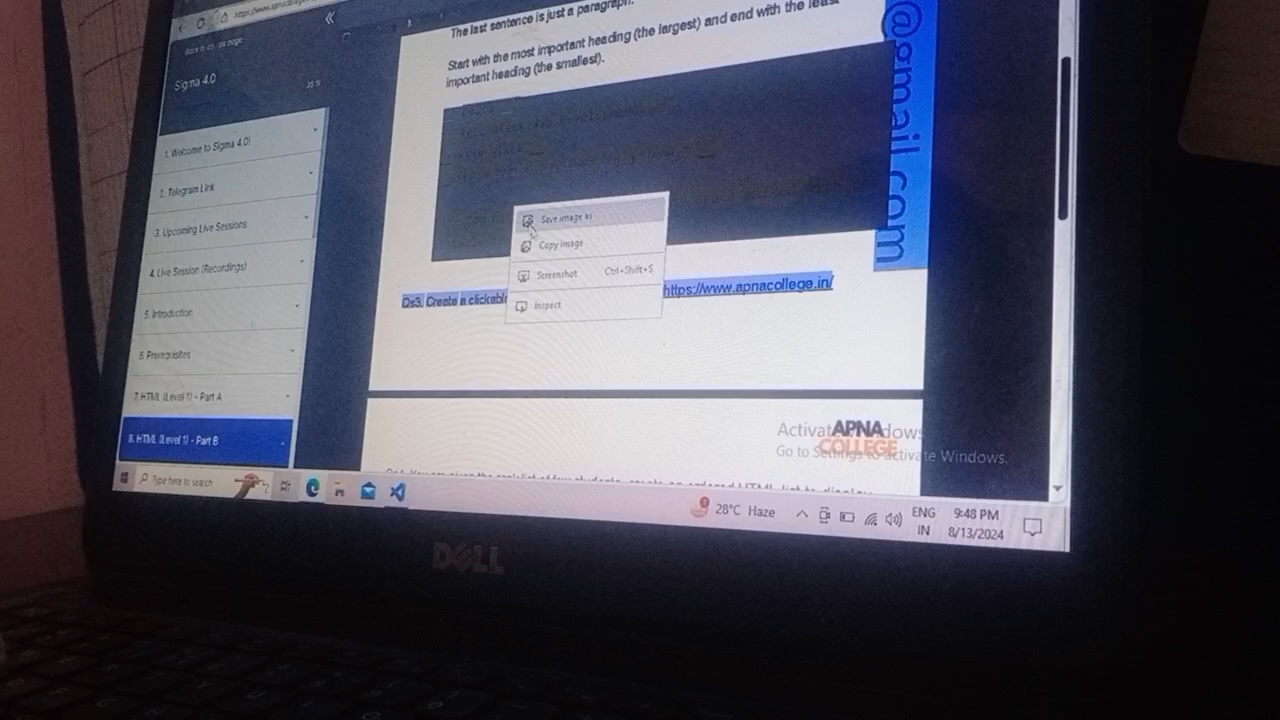 Sigma 4.0
35 %
1. Welcome to Sigma 4.0!
2. Telegram Link
3. Upcoming Live Sessions
4. Live Session (Recordings)
5. Introduction
6. Prerequisites
7. HTML (Level 1) - Part A
8. HTML (Level 1) - Part B
The last sentence is just a paragraph.
Start with the most important heading (the largest) and end with the least
important heading (the smallest).
@gmail.com
Save image as
Copy image
Screenshot Ctrl+Shift+S
Inspect
Qs3. Create a clickable https://www.apnacollege.in/
APNA
COLLEGE
Activate Windows
Go to Settings to activate Windows.
Type here to search
28°C Haze
ENG
IN
9:48 PM
8/13/2024
DELL